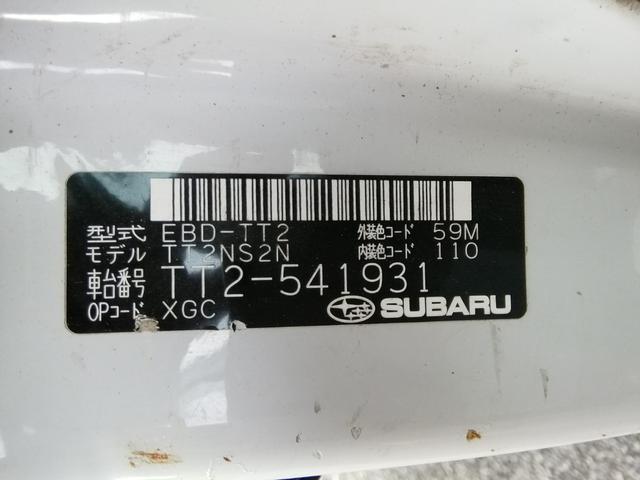 型式 EBD-TT2 外装色コード 59M
モデル TT2NS2N 内装色コード 110
車台番号 TT2-541931
OPコード XGC SUBARU